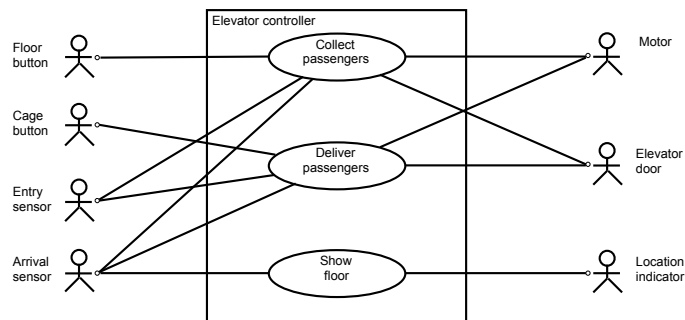 Elevator controller
Floor
button
Collect
passengers
Motor
Cage
button
Deliver
passengers
Elevator
door
Entry
sensor
Arrival
sensor
Show
floor
Location
indicator